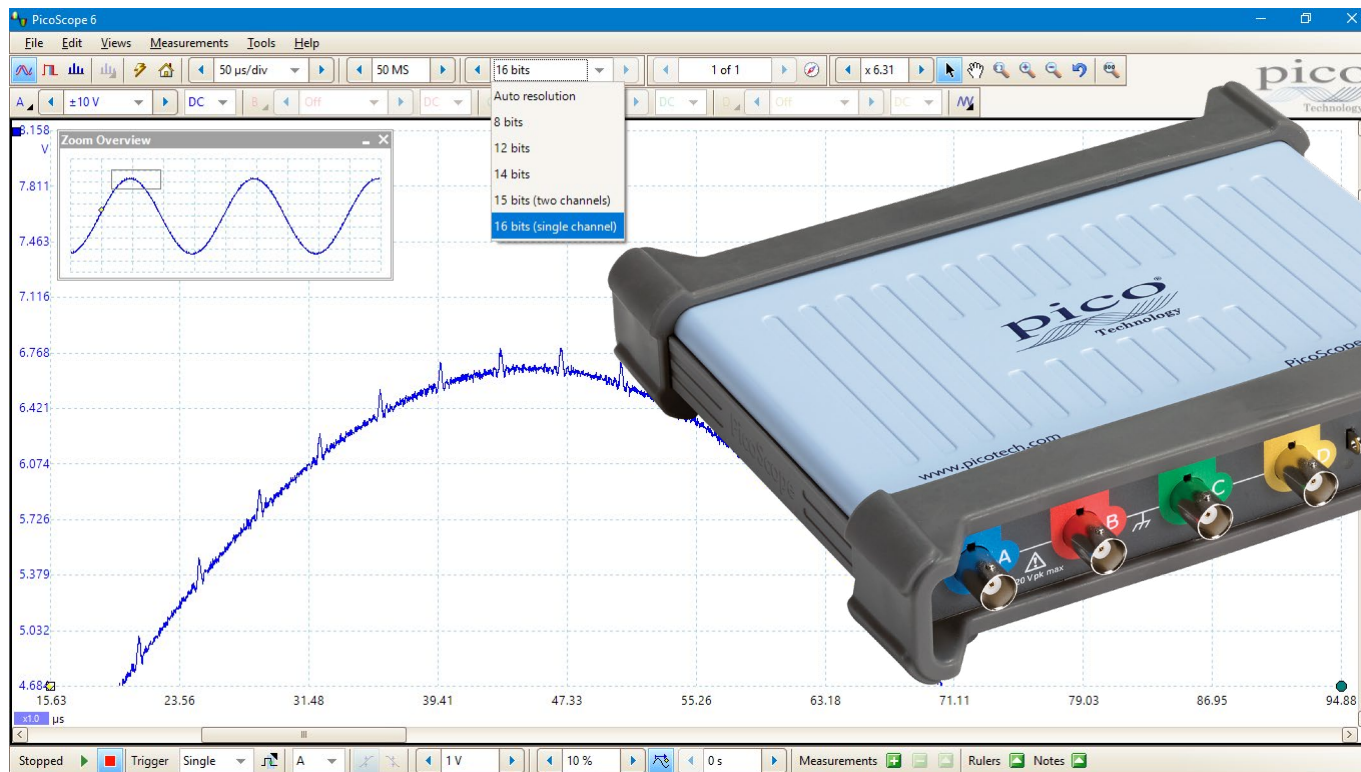 PicoScope 6
File Edit Views Measurements Tools Help
50 µs/div 50 MS 16 bits 1 of 1 x 6.31
pico
Technology
A ±10 V DC B Off DC Off DC D Off DC
Auto resolution
8 bits
12 bits
14 bits
15 bits (two channels)
16 bits (single channel)
8.158
V
Zoom Overview
7.811
7.463
7.116
6.768
6.421
6.074
5.726
5.379
5.032
4.684
15.63 23.56 31.48 39.41 47.33 55.26 63.18 71.11 79.03 86.95 94.88
x1.0 µs
pico
Technology
PicoScope
PicoScope
www.picotech.com
A B C D
20 Vpk max
Stopped Trigger Single A 1 V 10 % 0 s Measurements Rulers Notes